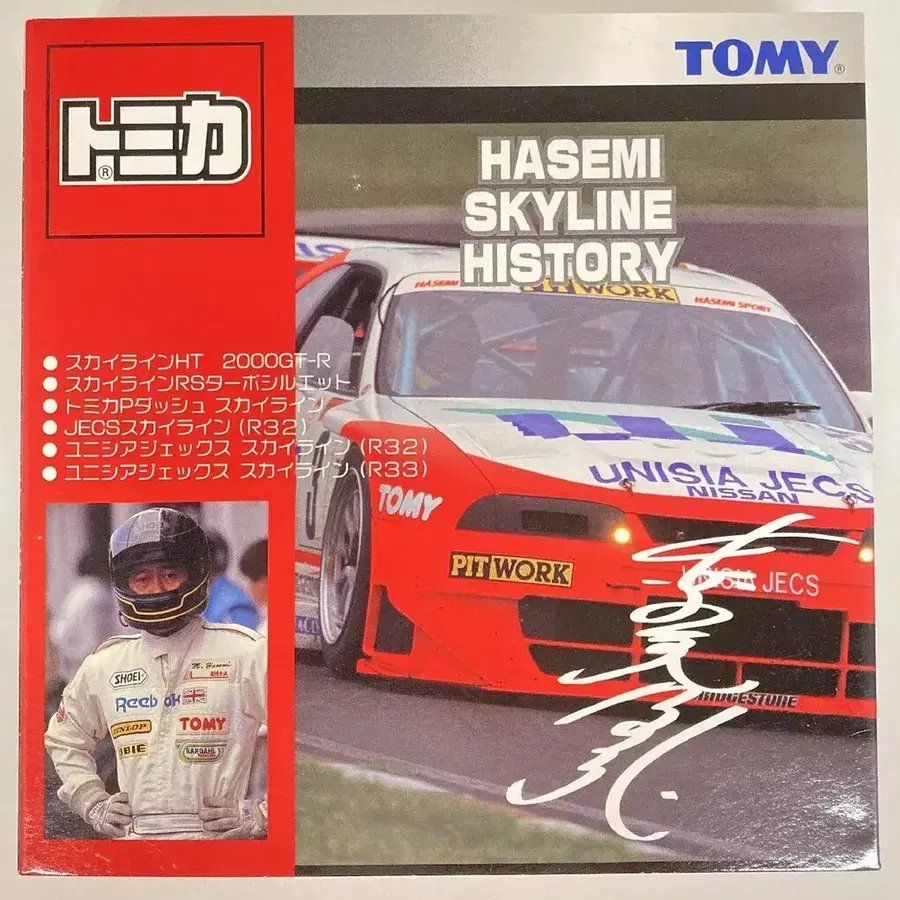 TOMY®
トミカ®
HASEMI
SKYLINE
HISTORY
HASEMI
PITWORK
HASEMI SPORT
● スカイラインHT 2000GT-R
● スカイラインRSターボシルエット
● トミカPダッシュ スカイライン
● JECSスカイライン(R32)
● ユニシアジェックス スカイライン(R32)
● ユニシアジェックス スカイライン(R33)
UNISIA JECS
NISSAN
TOMY
PIT WORK
UNISIA JECS
BRIDGESTONE
SHOEI
M. Hasemi
Reebok
DUNLOP
TOMY
BARDAHL